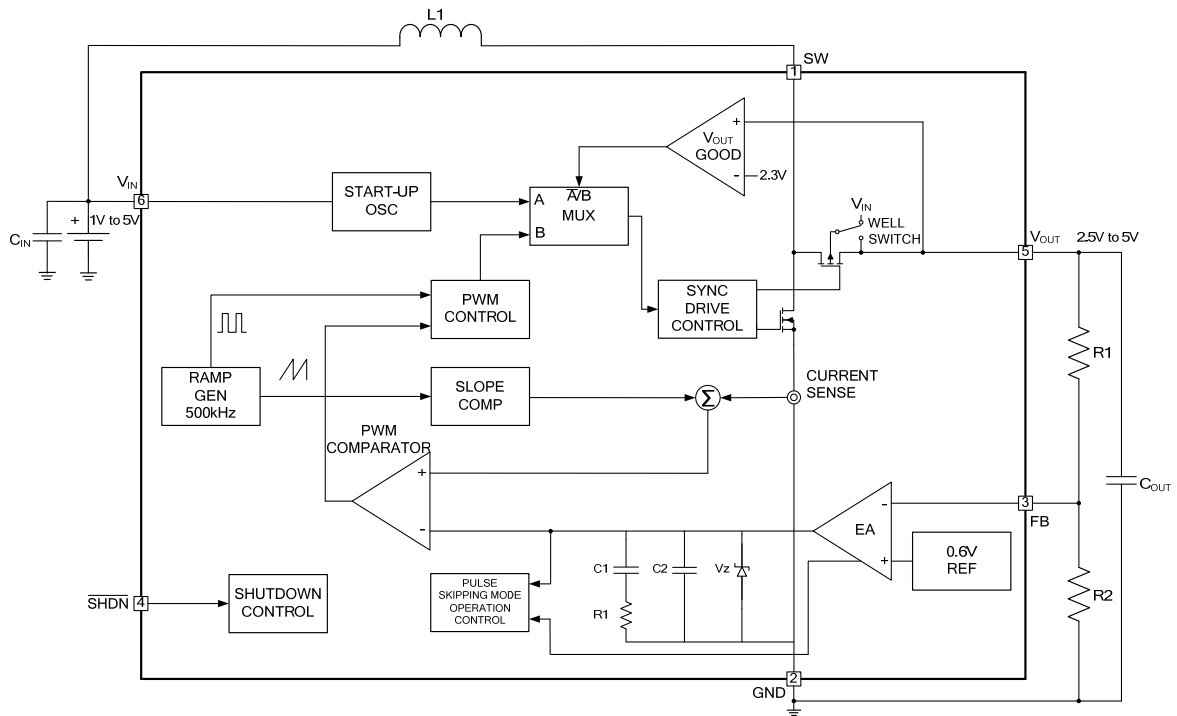 L1
SW
1
VOUT
GOOD
+
-
2.3V
VIN
6
+
1V to 5V
CIN
START-UP
OSC
A
B
A/B
MUX
VIN
WELL
SWITCH
VOUT
2.5V to 5V
5
PWM
CONTROL
SYNC
DRIVE
CONTROL
R1
RAMP
GEN
500kHz
SLOPE
COMP
Σ
CURRENT
SENSE
PWM
COMPARATOR
+
-
COUT
3
FB
EA
-
+
0.6V
REF
C1
C2
Vz
R1
R2
SHDN
4
SHUTDOWN
CONTROL
PULSE
SKIPPING MODE
OPERATION
CONTROL
2
GND